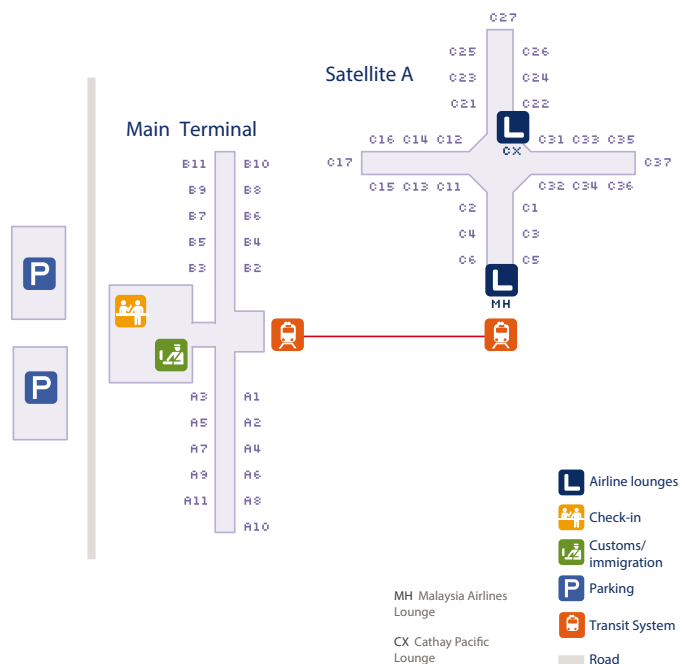 C27
C25 C26
Satellite A
C23 C24
C21 C22
L
Main Terminal
C16 C14 C12 C31 C33 C35
CX
B11 B10
C17 C37
B9 B8
C15 C13 C11 C32 C34 C36
B7 B6
C2 C1
B5 B4
C4 C3
B3 B2
C6 C5
P
L
MH
P
A3 A1
A5 A2
A7 A4
A9 A6
A11 A8
A10
L Airline lounges
Check-in
Customs/
immigration
P Parking
Transit System
Road
MH Malaysia Airlines
Lounge
CX Cathay Pacific
Lounge